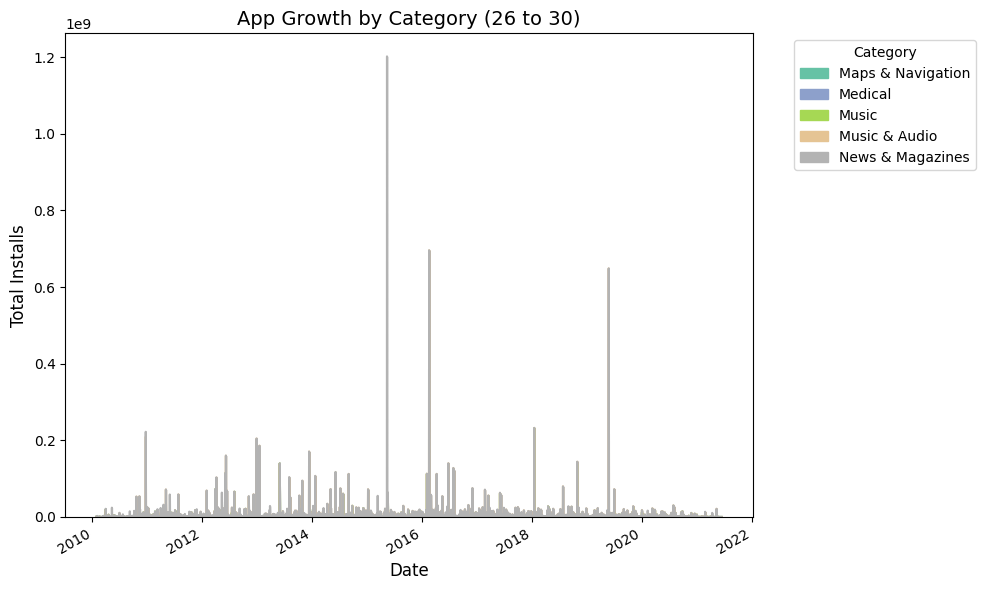 App Growth by Category (26 to 30)
1e9
1.2
1.0
0.8
0.6
0.4
0.2
0.0
Total Installs
2010
2012
2014
2016
2018
2020
2022
Date
Category
Maps & Navigation
Medical
Music
Music & Audio
News & Magazines